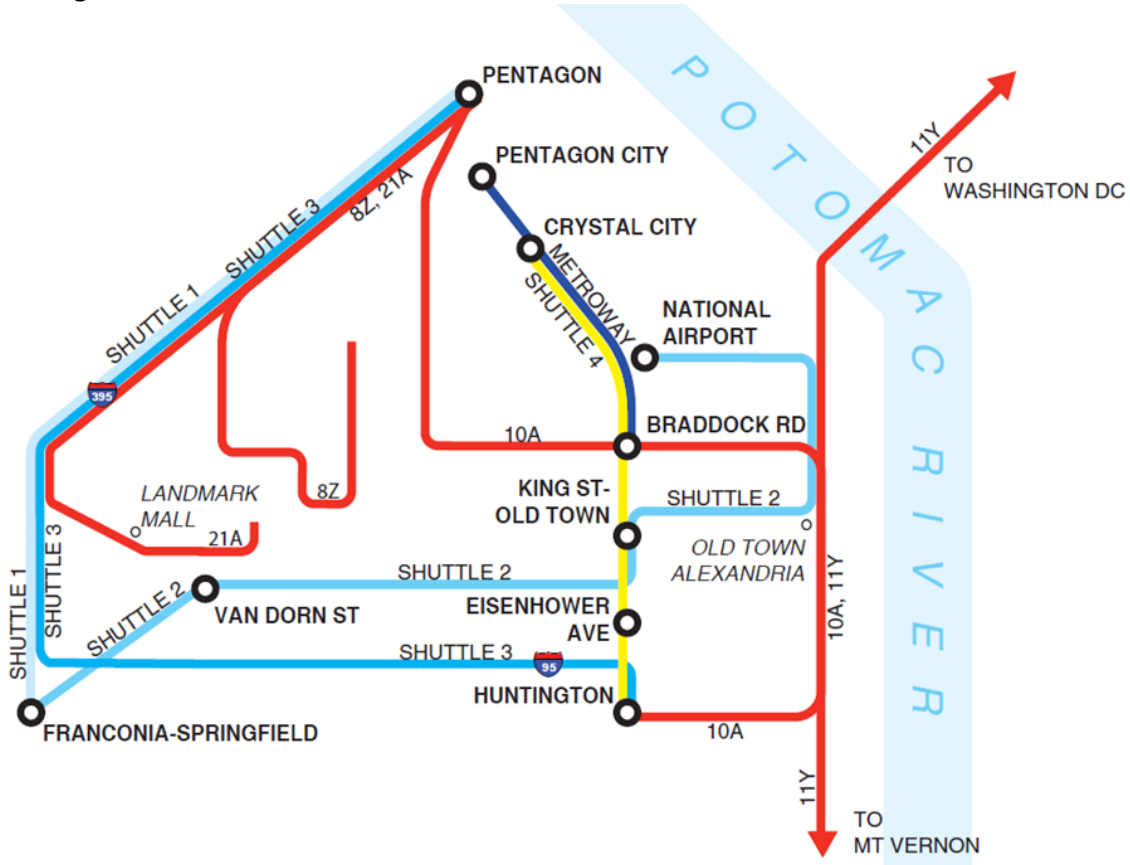 PENTAGON
PENTAGON CITY
CRYSTAL CITY
NATIONAL
AIRPORT
BRADDOCK RD
KING ST-
OLD TOWN
EISENHOWER
AVE
HUNTINGTON
VAN DORN ST
FRANCONIA-SPRINGFIELD
LANDMARK
MALL
OLD TOWN
ALEXANDRIA
POTOMAC RIVER
11Y
TO
WASHINGTON DC
SHUTTLE 3
8Z, 21A
SHUTTLE 1
395
METROWAY
SHUTTLE 4
10A
8Z
21A
SHUTTLE 2
SHUTTLE 2
SHUTTLE 2
SHUTTLE 1
SHUTTLE 3
SHUTTLE 3
95
10A, 11Y
10A
11Y
TO
MT VERNON